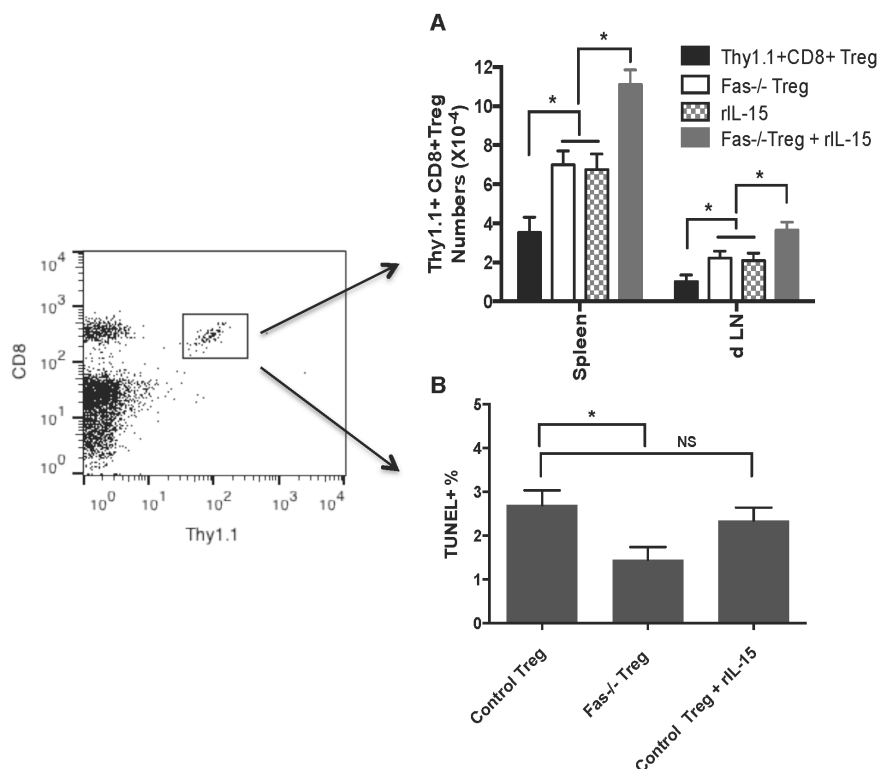 A
Thy1.1+CD8+ Treg
Fas-/- Treg
rIL-15
Fas-/-Treg + rIL-15
Thy1.1+ CD8+Treg
Numbers (X10-4)
12
10
8
6
4
2
0
*
*
*
*
Spleen
d LN
CD8
10^4
10^3
10^2
10^1
10^0
10^0
10^1
10^2
10^3
10^4
Thy1.1
B
TUNEL+ %
5
4
3
2
1
0
*
NS
Control Treg
Fas-/- Treg
Control Treg + rIL-15